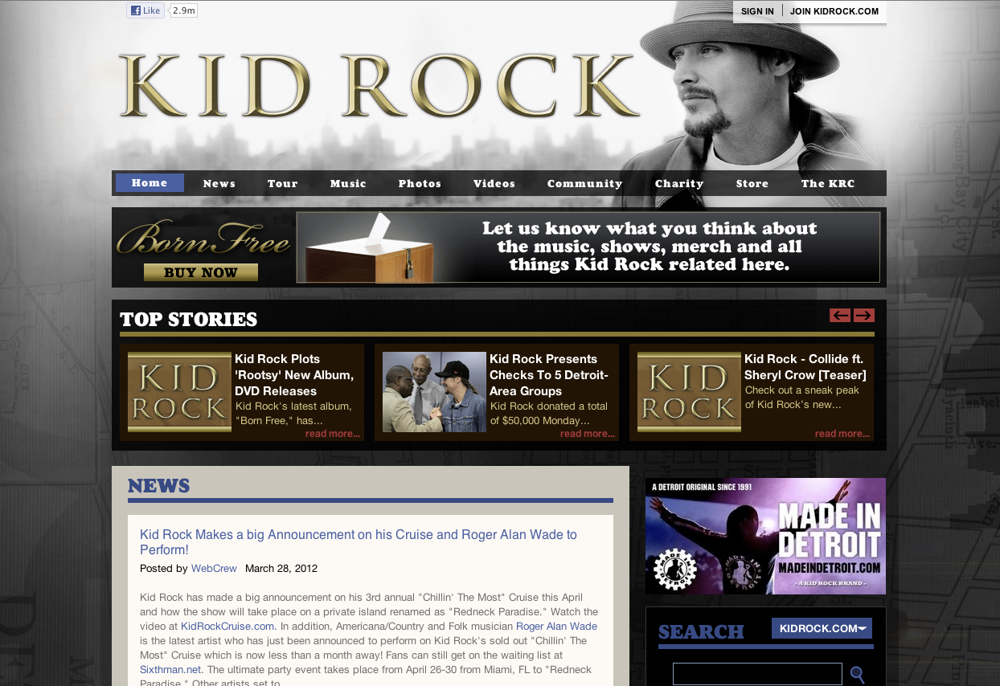 Like 2.9m
SIGN IN JOIN KIDROCK.COM
KID ROCK
Home News Tour Music Photos Videos Community Charity Store The KRC
Born Free
BUY NOW
Let us know what you think about
the music, shows, merch and all
things Kid Rock related here.
TOP STORIES
KID
ROCK
Kid Rock Plots
'Rootsy' New Album,
DVD Releases
Kid Rock's latest album,
"Born Free," has...
read more...
Kid Rock Presents
Checks To 5 Detroit-
Area Groups
Kid Rock donated a total
of $50,000 Monday...
read more...
KID
ROCK
Kid Rock - Collide ft.
Sheryl Crow [Teaser]
Check out a sneak peak
of Kid Rock's new...
read more...
NEWS
Kid Rock Makes a big Announcement on his Cruise and Roger Alan Wade to
Perform!
Posted by WebCrew March 28, 2012
Kid Rock has made a big announcement on his 3rd annual "Chillin' The Most" Cruise this April
and how the show will take place on a private island renamed as "Redneck Paradise." Watch the
video at KidRockCruise.com. In addition, Americana/Country and Folk musician Roger Alan Wade
is the latest artist who has just been announced to perform on Kid Rock's sold out "Chillin' The
Most" Cruise which is now less than a month away! Fans can still get on the waiting list at
Sixthman.net. The ultimate party event takes place from April 26-30 from Miami, FL to "Redneck
Paradise." Other artists set to
A DETROIT ORIGINAL SINCE 1991
MADE IN
DETROIT
MADEINDETROIT.COM
- A KID ROCK BRAND -
SEARCH
KIDROCK.COM